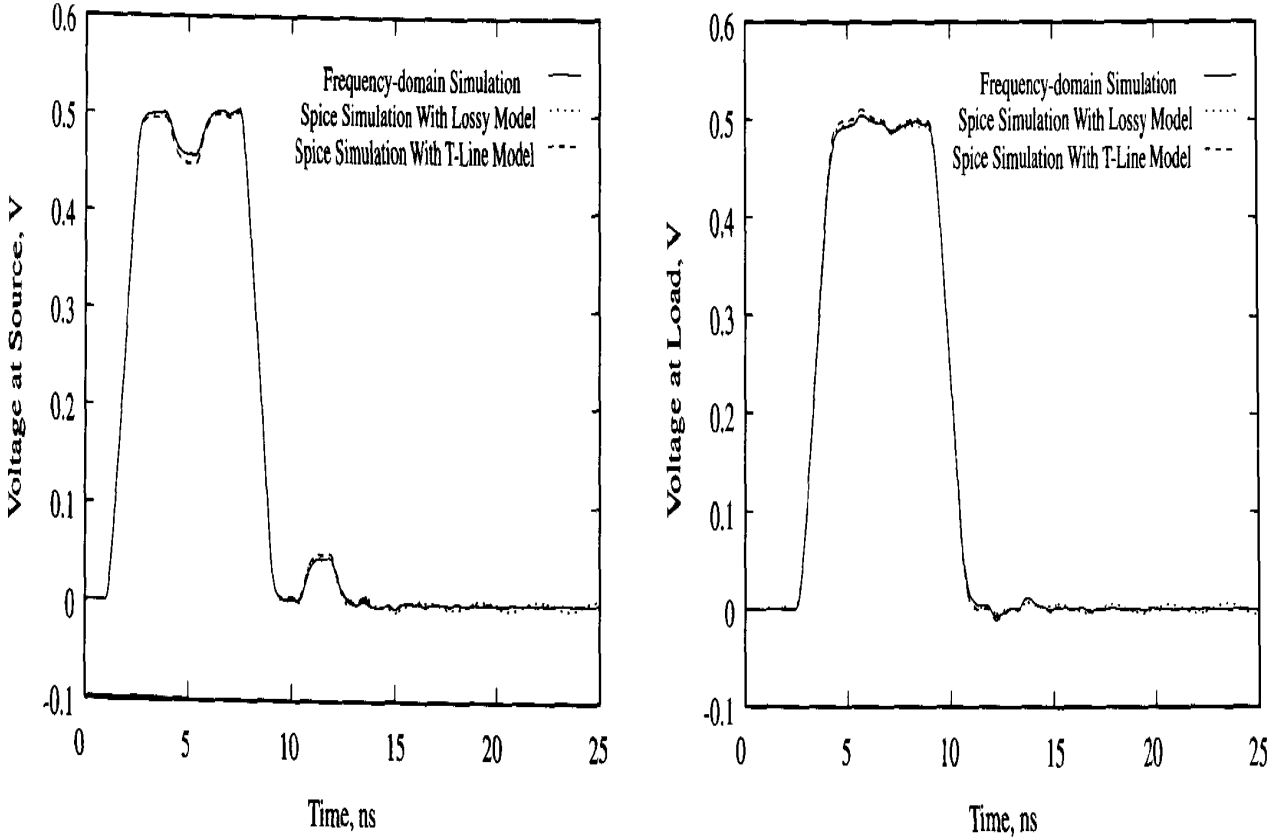 0.6
Frequency-domain Simulation
0.5
Spice Simulation With Lossy Model
Spice Simulation With T-Line Model
0.4
0.3
0.2
0.1
0
-0.1
0 5 10 15 20 25
Time, ns
Voltage at Source, V
0.6
Frequency-domain Simulation
0.5
Spice Simulation With Lossy Model
Spice Simulation With T-Line Model
0.4
0.3
0.2
0.1
0
-0.1
0 5 10 15 20 25
Time, ns
Voltage at Load, V